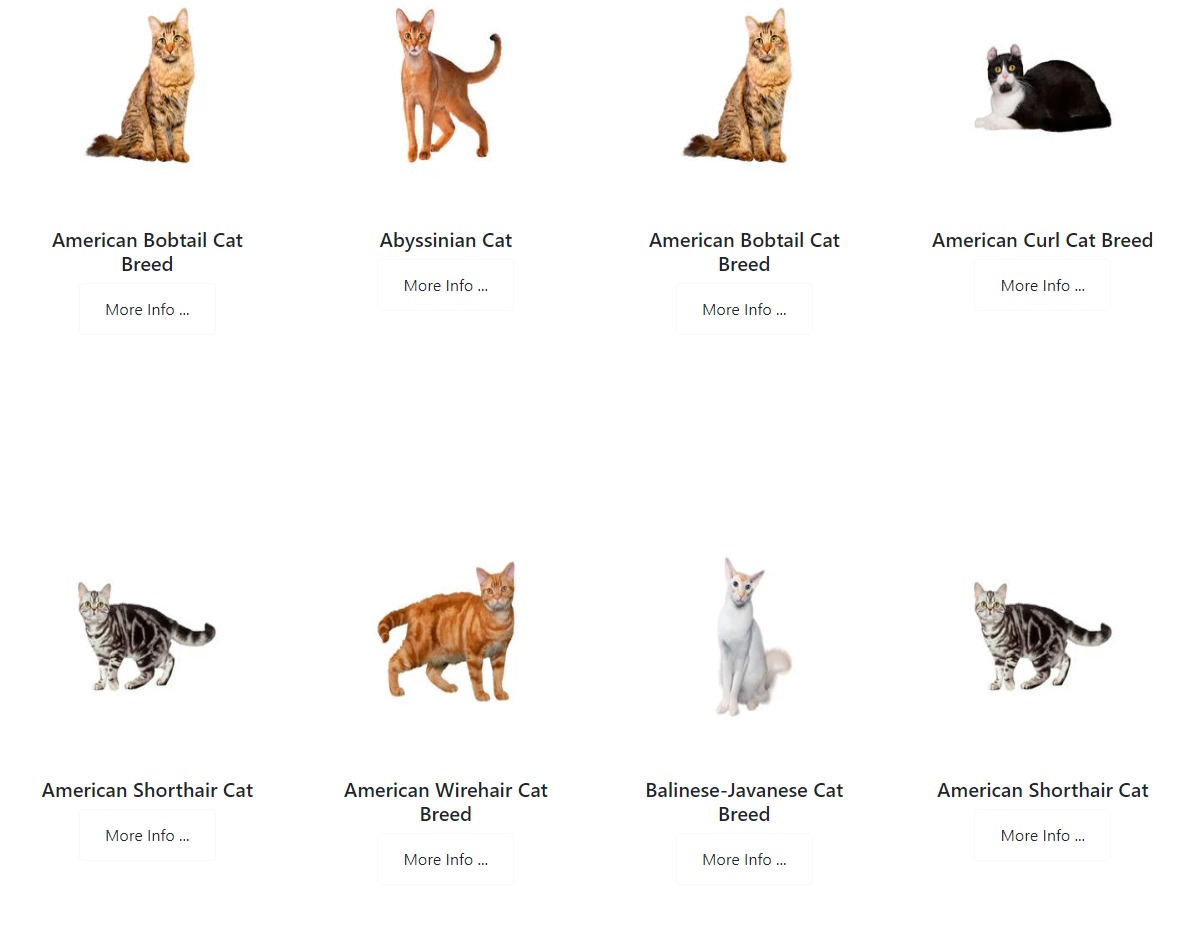 American Bobtail Cat
Breed
More Info ...
Abyssinian Cat
More Info ...
American Bobtail Cat
Breed
More Info ...
American Curl Cat Breed
More Info ...
American Shorthair Cat
More Info ...
American Wirehair Cat
Breed
More Info ...
Balinese-Javanese Cat
Breed
More Info ...
American Shorthair Cat
More Info ...